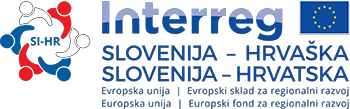 SI-HR
Interreg
SLOVENIJA – HRVAŠKA
SLOVENIJA – HRVATSKA
Evropska unija | Evropski sklad za regionalni razvoj
Europska unija | Europski fond za regionalni razvoj